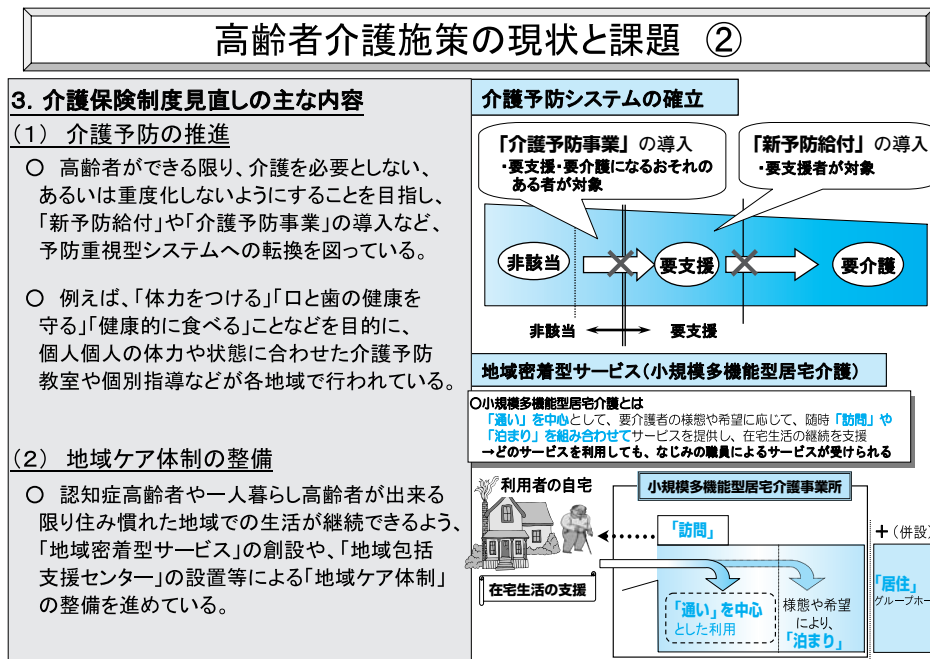 高齢者介護施策の現状と課題 ②
3．介護保険制度見直しの主な内容
（1） 介護予防の推進
○ 高齢者ができる限り、介護を必要としない、
あるいは重度化しないようにすることを目指し、
「新予防給付」や「介護予防事業」の導入など、
予防重視型システムへの転換を図っている。
○ 例えば、「体力をつける」「口と歯の健康を
守る」「健康的に食べる」ことなどを目的に、
個人個人の体力や状態に合わせた介護予防
教室や個別指導などが各地域で行われている。
（2） 地域ケア体制の整備
○ 認知症高齢者や一人暮らし高齢者が出来る
限り住み慣れた地域での生活が継続できるよう、
「地域密着型サービス」の創設や、「地域包括
支援センター」の設置等による「地域ケア体制」
の整備を進めている。
介護予防システムの確立
「介護予防事業」の導入
・要支援・要介護になるおそれの
ある者が対象
「新予防給付」の導入
・要支援者が対象
非該当
要支援
要介護
非該当
要支援
地域密着型サービス（小規模多機能型居宅介護）
○小規模多機能型居宅介護とは
「通い」を中心として、要介護者の様態や希望に応じて、随時「訪問」や
「泊まり」を組み合わせてサービスを提供し、在宅生活の継続を支援
→どのサービスを利用しても、なじみの職員によるサービスが受けられる
利用者の自宅
小規模多機能型居宅介護事業所
「訪問」
＋（併設）
在宅生活の支援
「通い」を中心
とした利用
様態や希望
により、
「泊まり」
「居住」
グループホー